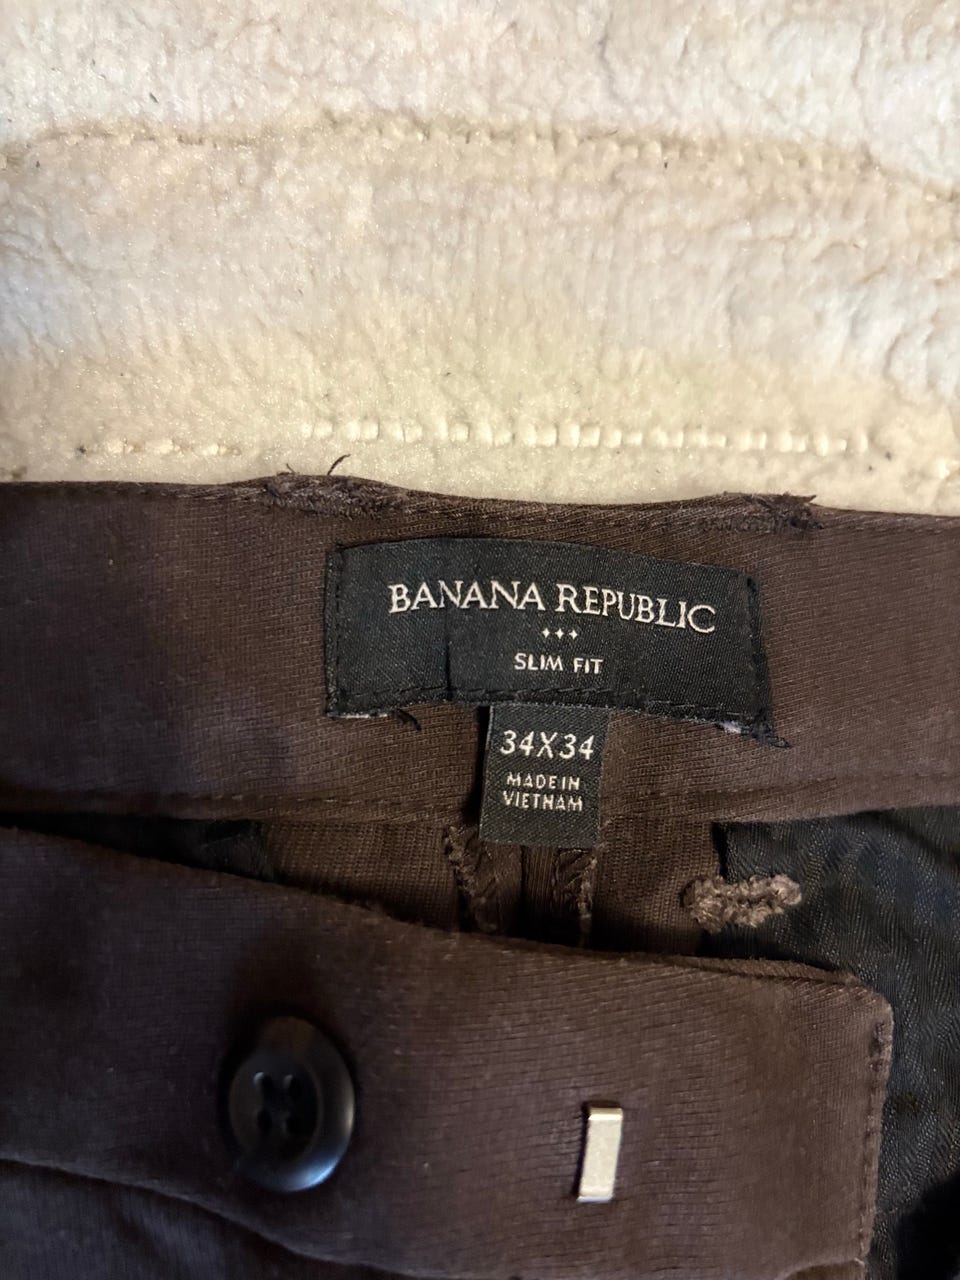 BANANA REPUBLIC
SLIM FIT
34X34
MADE IN
VIETNAM